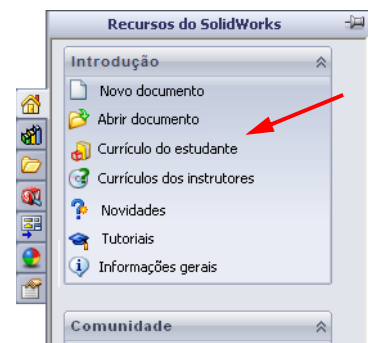 Recursos do SolidWorks
Introdução
Novo documento
Abrir documento
Currículo do estudante
Currículos dos instrutores
Novidades
Tutoriais
Informações gerais
Comunidade